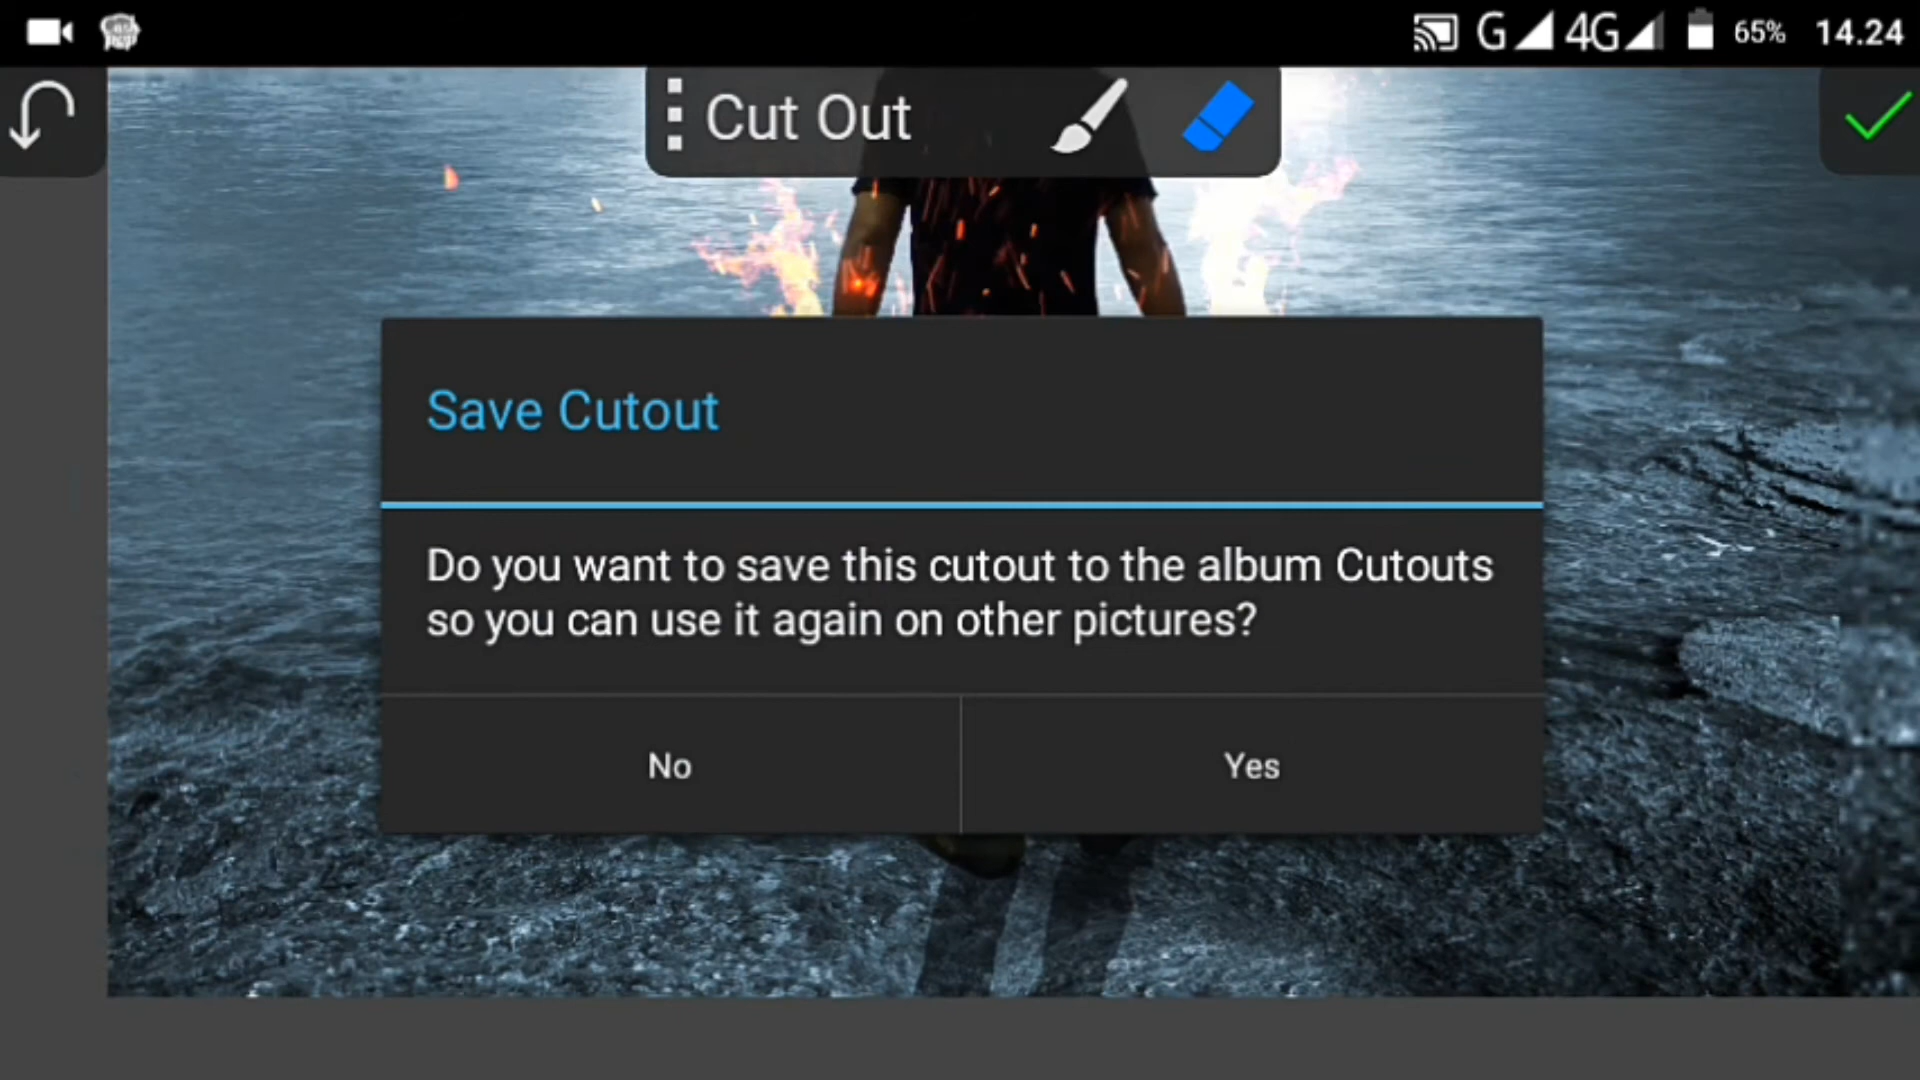 G 4G 65% 14.24
Cut Out
Save Cutout
Do you want to save this cutout to the album Cutouts
so you can use it again on other pictures?
No Yes